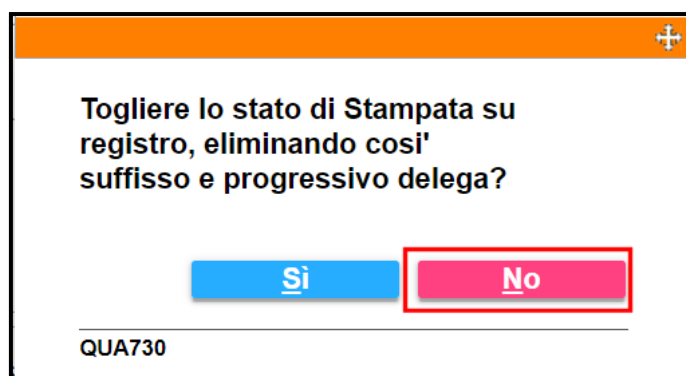 Togliere lo stato di Stampata su
registro, eliminando cosi'
suffisso e progressivo delega?
Sì
No
QUA730